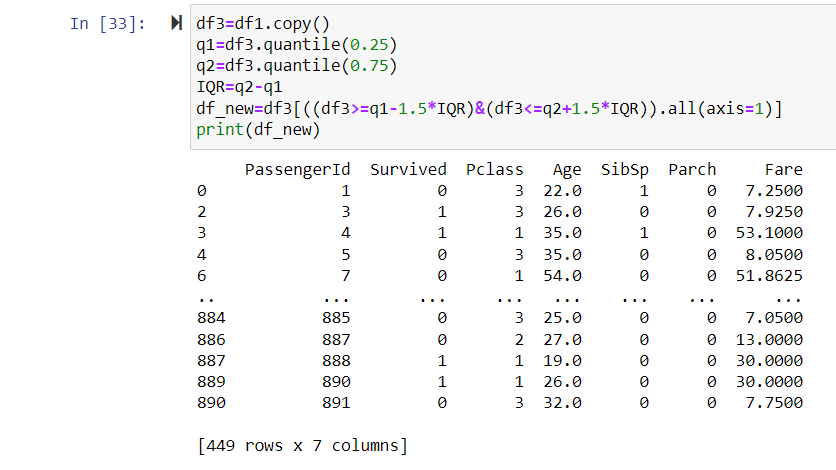 In [33]:
df3=df1.copy()
q1=df3.quantile(0.25)
q2=df3.quantile(0.75)
IQR=q2-q1
df_new=df3[((df3>=q1-1.5*IQR)&(df3<=q2+1.5*IQR)).all(axis=1)]
print(df_new)
PassengerId Survived Pclass Age SibSp Parch Fare
0 1 0 3 22.0 1 0 7.2500
2 3 1 3 26.0 0 0 7.9250
3 4 1 1 35.0 1 0 53.1000
4 5 0 3 35.0 0 0 8.0500
6 7 0 1 54.0 0 0 51.8625
.. ... ... ... ... ... ... ...
884 885 0 3 25.0 0 0 7.0500
886 887 0 2 27.0 0 0 13.0000
887 888 1 1 19.0 0 0 30.0000
889 890 1 1 26.0 0 0 30.0000
890 891 0 3 32.0 0 0 7.7500
[449 rows x 7 columns]